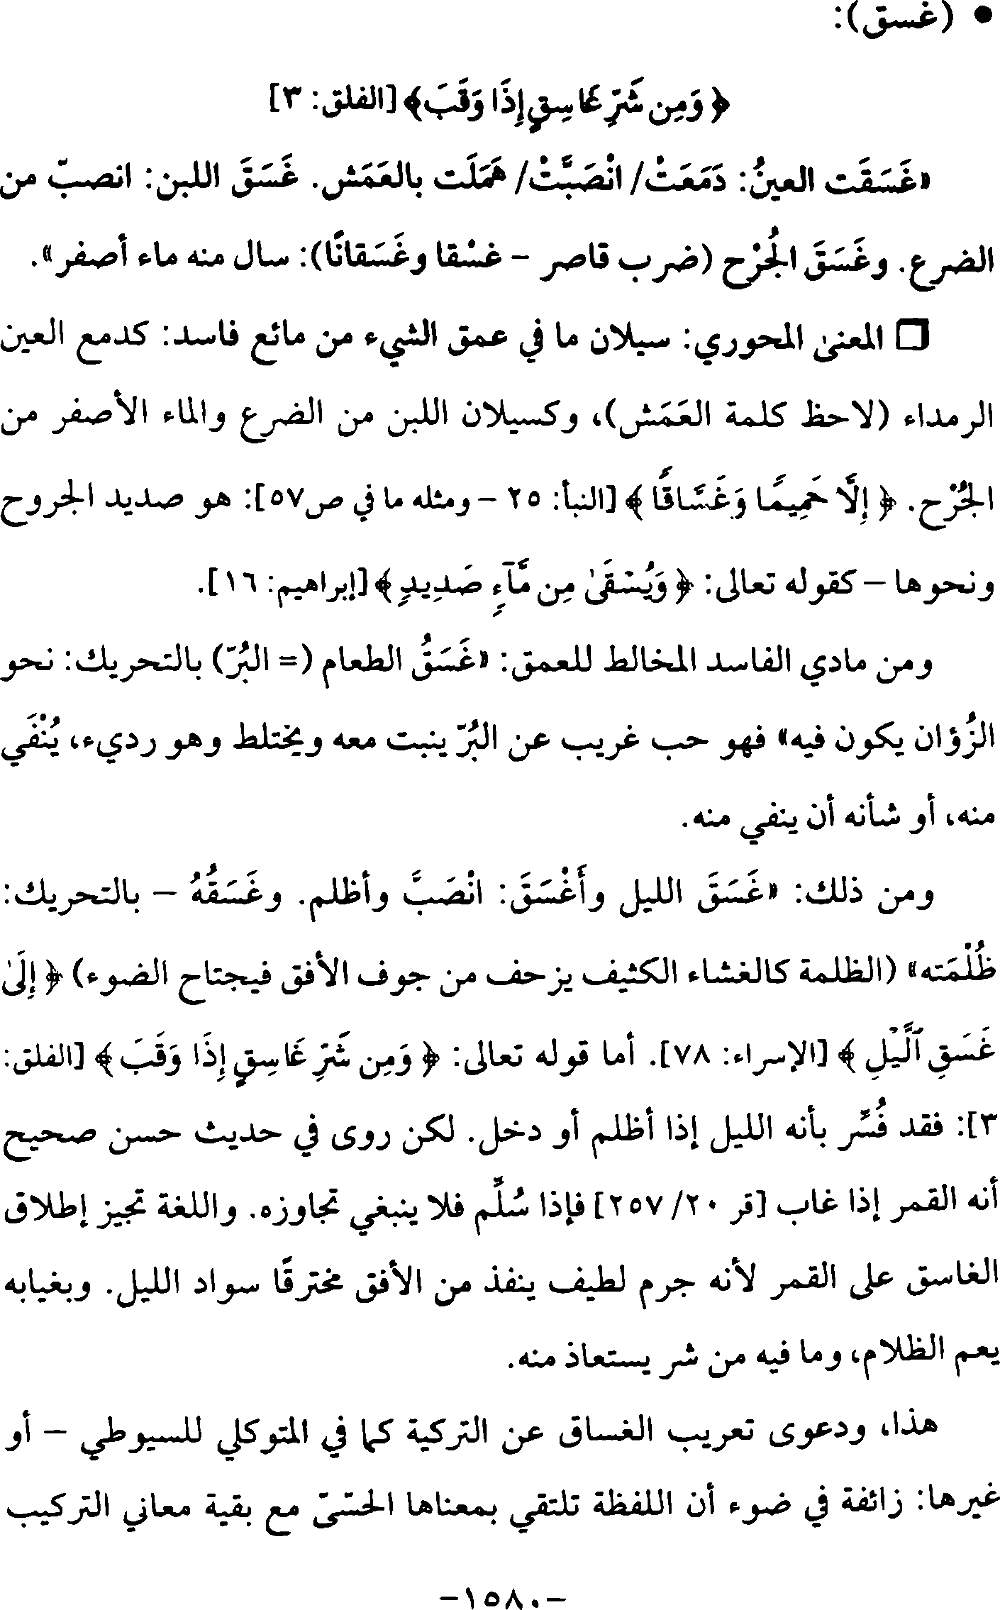 • (غسق):
﴿ وَمِن شَرِّ غَاسِقٍ إِذَا وَقَبَ﴾ [الفلق: ٣]
«غَسَقَت العينُ: دَمَعَتْ/ انْصَبَّتْ/ هَمَلَت بالعَمَش. غَسَقَ اللبن: انصبّ من
الضرع. وغَسَقَ الجُرْح (ضرب قاصر – غسْقا وغَسَقانًا): سال منه ماء أصفر».
❒ المعنى المحوري: سيلان ما في عمق الشيء من مائع فاسد: كدمع العين
الرمداء (لاحظ كلمة العَمَش)، وكسيلان اللبن من الضرع والماء الأصفر من
الجُرْح. ﴿ إِلَّا حَمِيمًا وَغَسَّاقًا ﴾ [النبأ: ٢٥ – ومثله ما في ص٥٧]: هو صديد الجروح
ونحوها – كقوله تعالى: ﴿ وَيُسْقَىٰ مِن مَّآءٍ صَدِيدٍ ﴾ [إبراهيم: ١٦].
ومن مادي الفاسد المخالط للعمق: «غَسَقُ الطعام (= البُرّ) بالتحريك: نحو
الزُؤان يكون فيه» فهو حب غريب عن البُرّ ينبت معه ويختلط وهو رديء، يُنْفَي
منه، أو شأنه أن ينفي منه.
ومن ذلك: «غَسَقَ الليل وأَغْسَقَ: انْصَبَّ وأظلم. وغَسَقُهُ – بالتحريك:
ظُلْمَته» (الظلمة كالغشاء الكثيف يزحف من جوف الأفق فيجتاح الضوء) ﴿ إِلَىٰ
غَسَقِ ٱلَّيْلِ ﴾ [الإسراء: ٧٨]. أما قوله تعالى: ﴿ وَمِن شَرِّ غَاسِقٍ إِذَا وَقَبَ ﴾ [الفلق:
٣]: فقد فُسِّر بأنه الليل إذا أظلم أو دخل. لكن روى في حديث حسن صحيح
أنه القمر إذا غاب [قر ٢٠/ ٢٥٧] فإذا سُلِّم فلا ينبغي تجاوزه. واللغة تجيز إطلاق
الغاسق على القمر لأنه جرم لطيف ينفذ من الأفق مخترقًا سواد الليل. وبغيابه
يعم الظلام، وما فيه من شر يستعاذ منه.
هذا، ودعوى تعريب الغساق عن التركية كما في المتوكلي للسيوطي – أو
غيرها: زائفة في ضوء أن اللفظة تلتقي بمعناها الحسّيّ مع بقية معاني التركيب
–١٥٨٠–